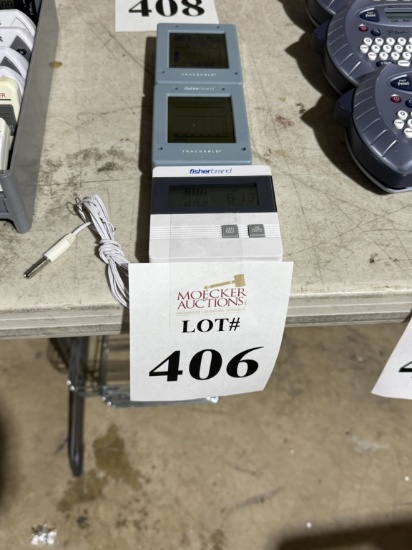 408
TRACEABLE®
fisherbrand
TRACEABLE®
fisherbrand
MOECKER
AUCTIONS
LOT#
406